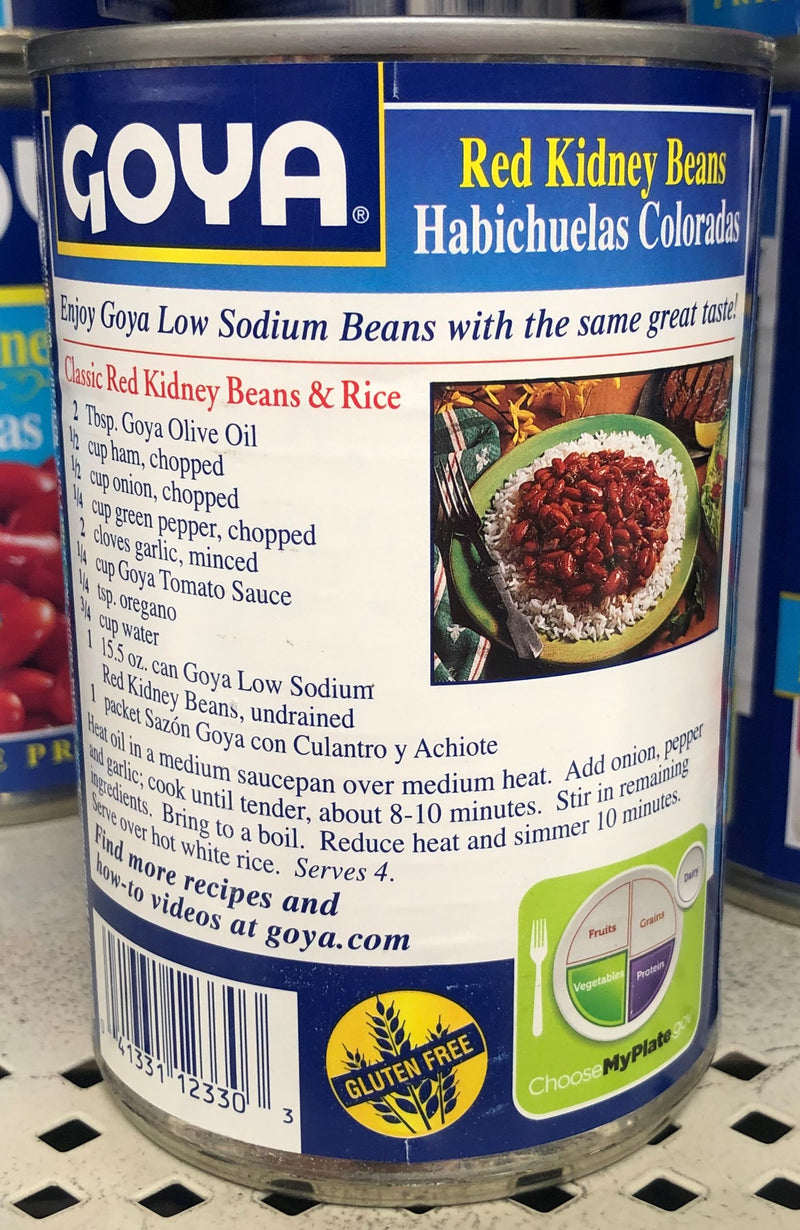 GOYA®
Red Kidney Beans
Habichuelas Coloradas
Enjoy Goya Low Sodium Beans with the same great taste!
Classic Red Kidney Beans & Rice
2 Tbsp. Goya Olive Oil
1/2 cup ham, chopped
1/2 cup onion, chopped
1/4 cup green pepper, chopped
2 cloves garlic, minced
1/4 cup Goya Tomato Sauce
1/4 tsp. oregano
3/4 cup water
1 15.5 oz. can Goya Low Sodium
Red Kidney Beans, undrained
1 packet Sazón Goya con Culantro y Achiote
Heat oil in a medium saucepan over medium heat. Add onion, pepper
and garlic; cook until tender, about 8-10 minutes. Stir in remaining
ingredients. Bring to a boil. Reduce heat and simmer 10 minutes.
Serve over hot white rice. Serves 4.
Find more recipes and
how-to videos at goya.com
Dairy
Fruits
Grains
Vegetables
Protein
ChooseMyPlate.gov
GLUTEN FREE
0 41331 12330 3